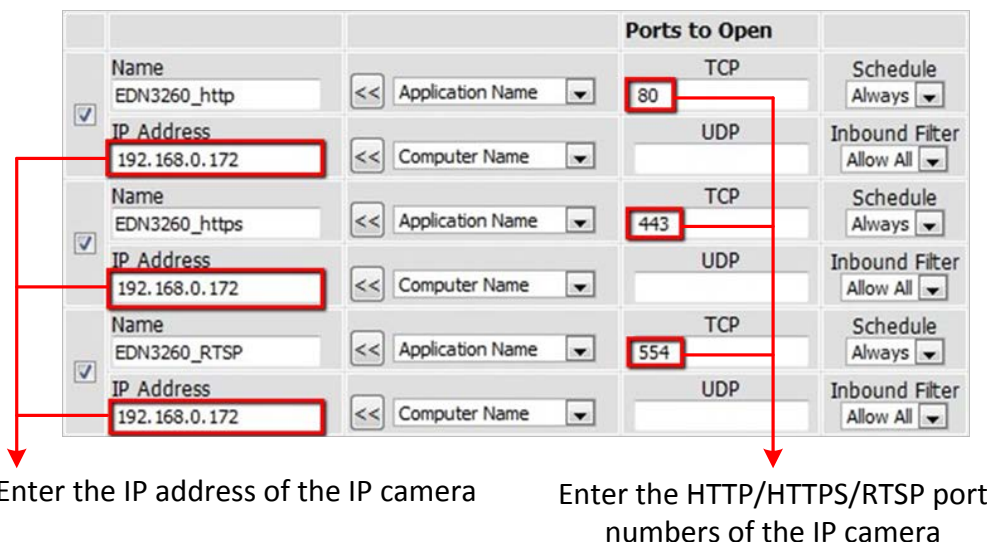 Ports to Open
Name TCP Schedule
EDN3260_http << Application Name 80 Always
IP Address UDP Inbound Filter
192.168.0.172 << Computer Name Allow All
Name TCP Schedule
EDN3260_https << Application Name 443 Always
IP Address UDP Inbound Filter
192.168.0.172 << Computer Name Allow All
Name TCP Schedule
EDN3260_RTSP << Application Name 554 Always
IP Address UDP Inbound Filter
192.168.0.172 << Computer Name Allow All
Enter the IP address of the IP camera
Enter the HTTP/HTTPS/RTSP port
numbers of the IP camera